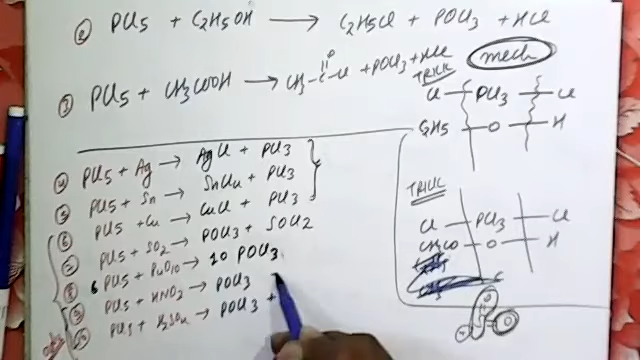 ② PCl5 + C2H5OH → C2H5Cl + POCl3 + HCl
mech
③ PCl5 + CH3COOH → CH3-C-Cl + POCl3 + HCl
TRICK
Cl PCl3 Cl
C2H5 O H
④ PCl5 + Ag → AgCl + PCl3
⑤ PCl5 + Sn → SnCl4 + PCl3
⑥ PCl5 + Cu → CuCl + PCl3
⑦ PCl5 + SO2 → POCl3 + SOCl2
⑧ 6 PCl5 + P4O10 → 10 POCl3
⑨ PCl5 + HNO3 → POCl3
⑩ PCl5 + H2SO4 → POCl3 +
TRICK
Cl PCl3 Cl
CH3CO O H